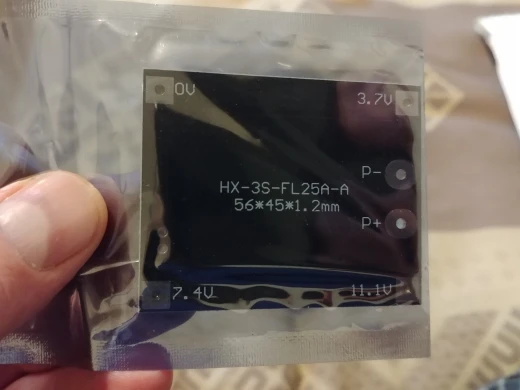 0V
3.7V
P-
HX-3S-FL25A-A
56*45*1.2mm
P+
7.4V
11.1V